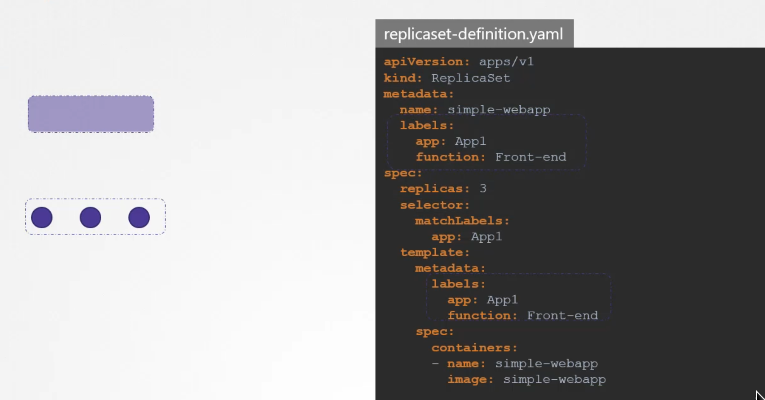 replicaset-definition.yaml
apiVersion: apps/v1
kind: ReplicaSet
metadata:
  name: simple-webapp
  labels:
    app: App1
    function: Front-end
spec:
  replicas: 3
  selector:
    matchLabels:
      app: App1
  template:
    metadata:
      labels:
        app: App1
        function: Front-end
    spec:
      containers:
      - name: simple-webapp
        image: simple-webapp